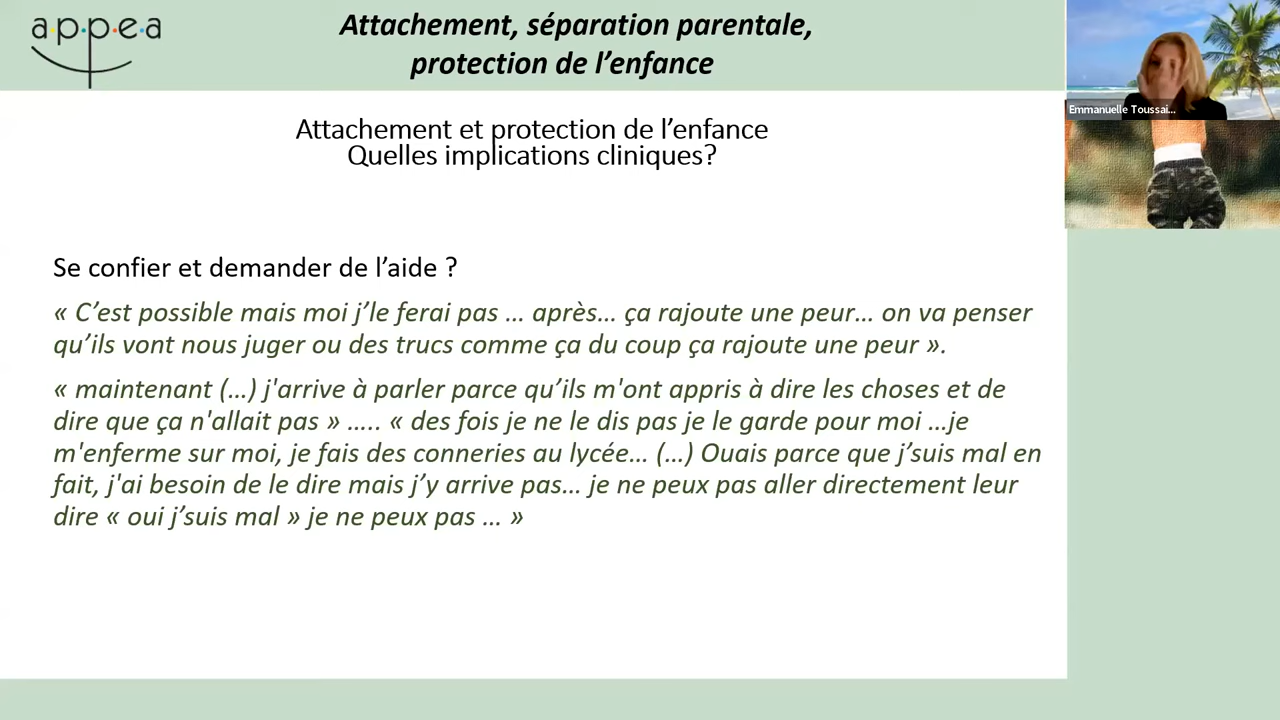 a·p·p·e·a
Attachement, séparation parentale,
protection de l’enfance
Emmanuelle Toussai...
Attachement et protection de l’enfance
Quelles implications cliniques?
Se confier et demander de l’aide ?
« C’est possible mais moi j’le ferai pas … après… ça rajoute une peur… on va penser
qu’ils vont nous juger ou des trucs comme ça du coup ça rajoute une peur ».
« maintenant (…) j'arrive à parler parce qu’ils m'ont appris à dire les choses et de
dire que ça n'allait pas » ….. « des fois je ne le dis pas je le garde pour moi …je
m'enferme sur moi, je fais des conneries au lycée… (…) Ouais parce que j’suis mal en
fait, j'ai besoin de le dire mais j’y arrive pas… je ne peux pas aller directement leur
dire « oui j’suis mal » je ne peux pas … »